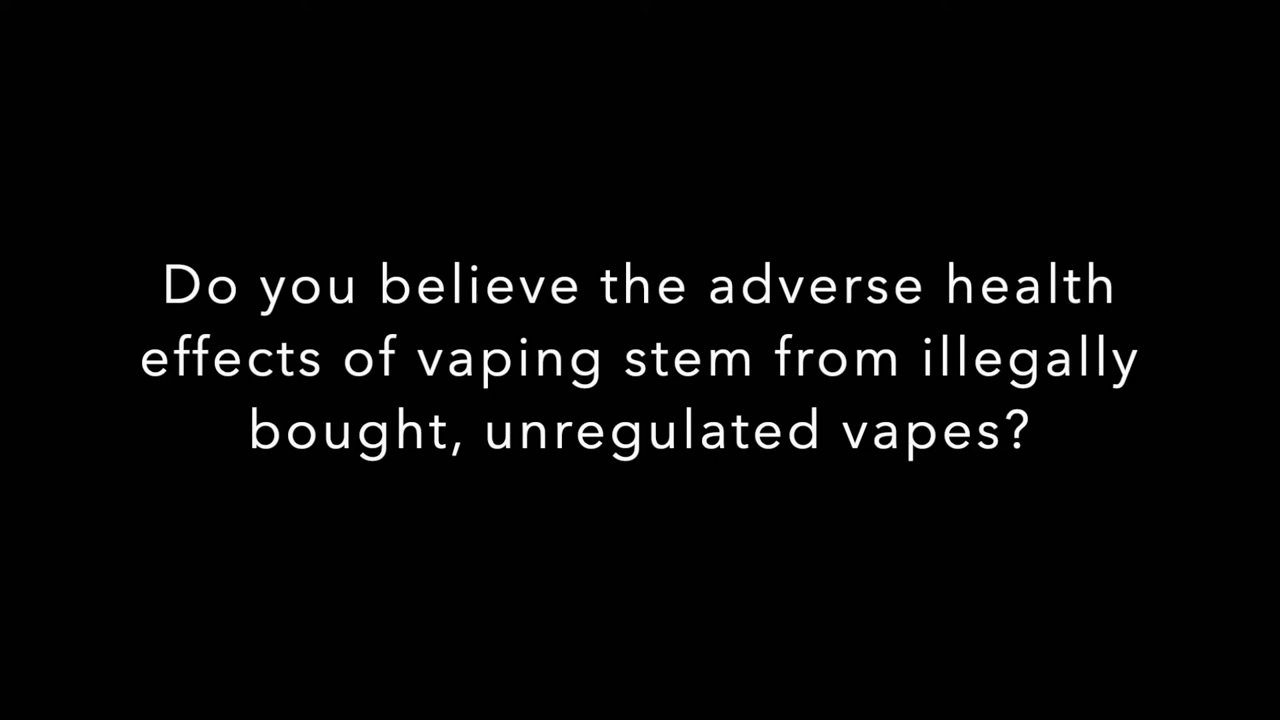 Do you believe the adverse health
effects of vaping stem from illegally
bought, unregulated vapes?